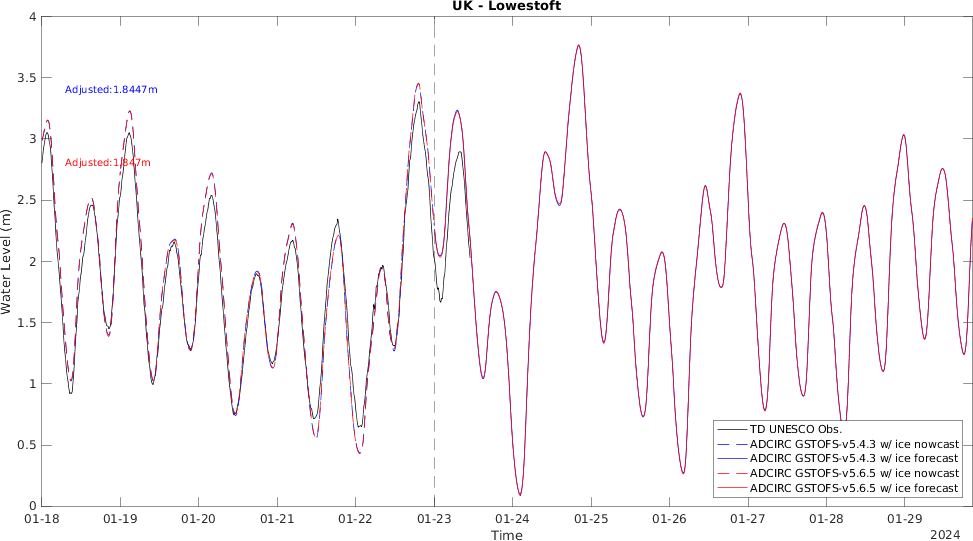 UK - Lowestoft
4
3.5
3
2.5
2
1.5
1
0.5
0
Water Level (m)
Adjusted:1.8447m
Adjusted:1.847m
TD UNESCO Obs.
ADCIRC GSTOFS-v5.4.3 w/ ice nowcast
ADCIRC GSTOFS-v5.4.3 w/ ice forecast
ADCIRC GSTOFS-v5.6.5 w/ ice nowcast
ADCIRC GSTOFS-v5.6.5 w/ ice forecast
01-18 01-19 01-20 01-21 01-22 01-23 01-24 01-25 01-26 01-27 01-28 01-29
Time
2024